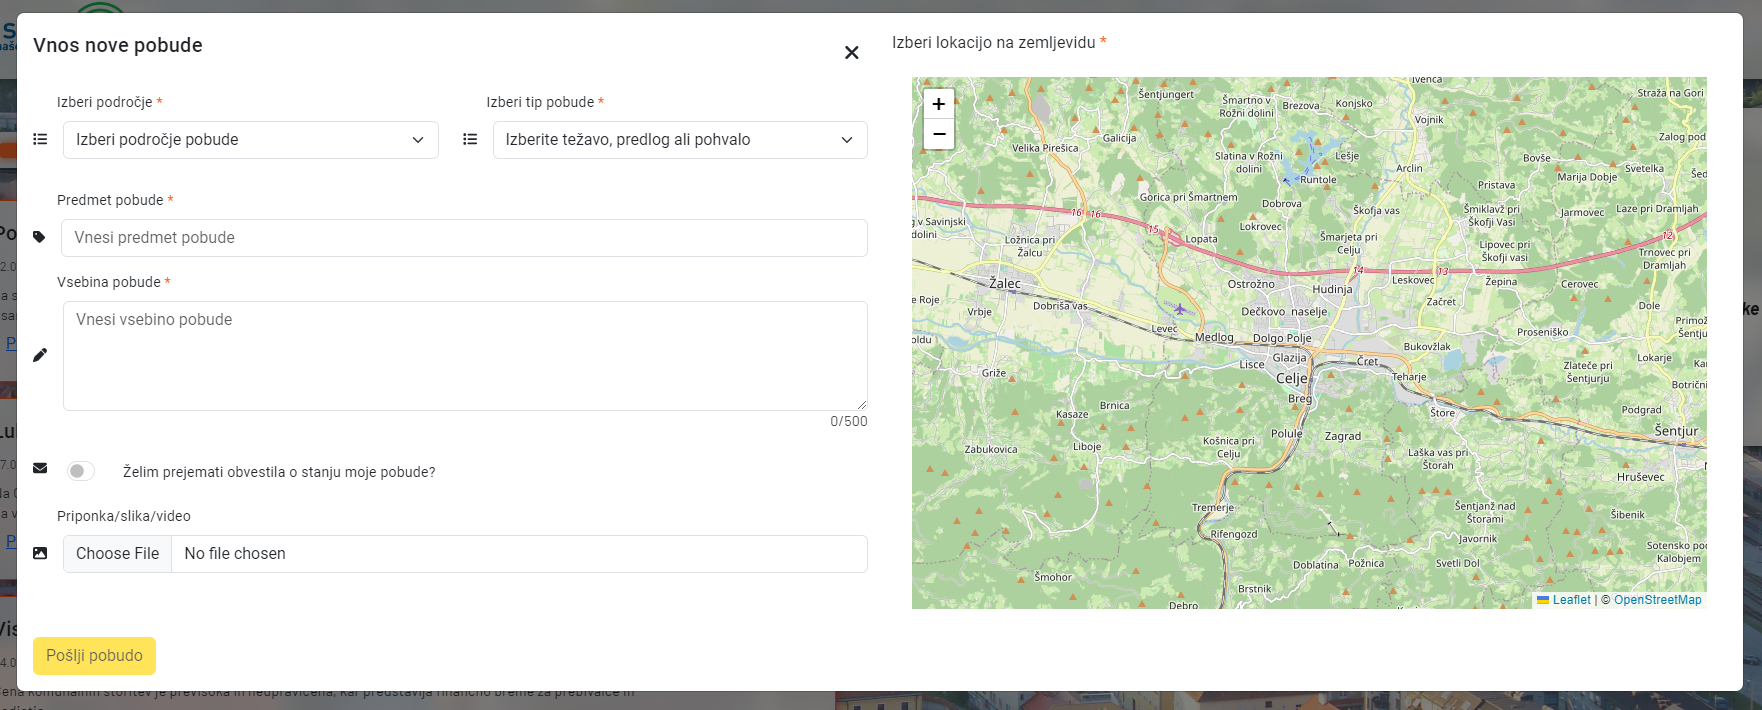 Vnos nove pobude
Izberi področje *
Izberi tip pobude *
Izberi področje pobude
Izberite težavo, predlog ali pohvalo
Predmet pobude *
Vnesi predmet pobude
Vsebina pobude *
Vnesi vsebino pobude
0/500
Želim prejemati obvestila o stanju moje pobude?
Priponka/slika/video
Choose File
No file chosen
Pošlji pobudo
Izberi lokacijo na zemljevidu *
+
−
Ivenca
Šentjungert
Šmartno v
Rožni dolini
Brezova
Konjsko
Straža na Gori
Vojnik
Galicija
Velika Pirešica
Zalog pod
Slatina v Rožni
dolini
Lešje
Bovše
Arclin
Svetelka
Marija Dobje
Runtole
Pristava
Gorica pri Šmartnem
Dobrova
Škofja vas
Šmiklavž pri
Škofji Vasi
Jarmovec
Laze pri Dramljah
16
16
15
v Savinjski
dolini
Lokrovec
Ložnica pri
Žalcu
Lopata
Šmarjeta pri
Celju
Lipovec pri
Škofji vasi
12
Trnovec pri
Dramljah
14
13
Žalec
Ostrožno
Hudinja
Leskovec
Žepina
Cerovec
Roje
Dobriša vas
Začret
Dole
Vrbje
Dečkovo naselje
Levec
Medlog
Dolgo Polje
Proseniško
Glazija
Bukovžlak
Lokarje
Lisce
Čret
Zlateče pri
Šentjurju
Griže
Celje
Teharje
Breg
Brnica
Štore
Podgrad
Kasaze
Šentjur
Polule
Zagrad
Košnica pri
Celju
Zabukovica
Liboje
Laška vas pri
Štorah
Hruševec
Tremerje
Šentjanž nad
Štorami
Šibenik
Rifengozd
Javornik
Kalobjem
Doblatina
Požnica
Svetli Dol
Šmohor
Brstnik
Debro
Leaflet | © OpenStreetMap